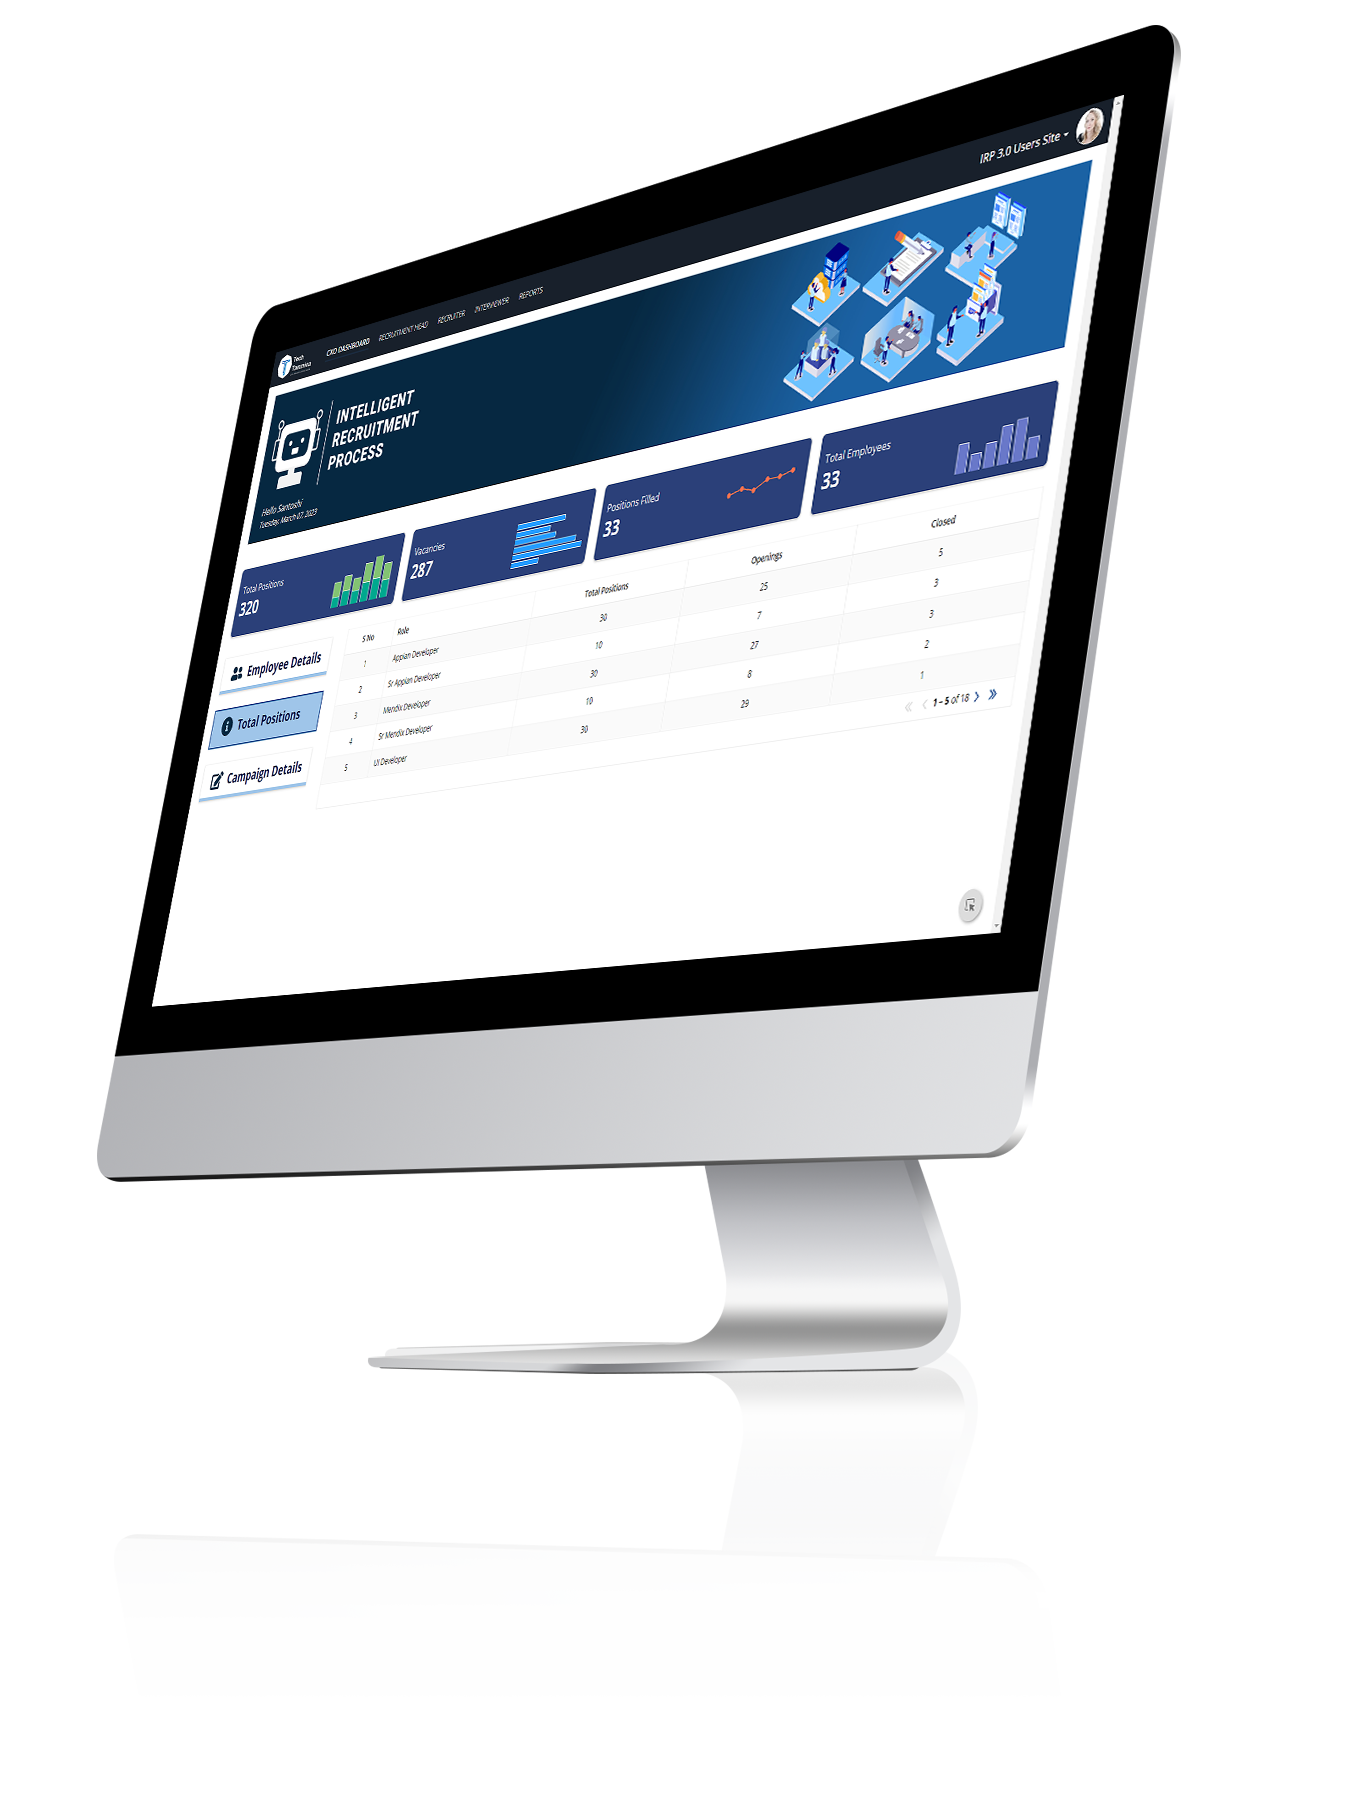 Tech
CXO DASHBOARD RECRUITMENT HEAD RECRUITER INTERVIEWER REPORTS
IRP 3.0 Users Site
INTELLIGENT
RECRUITMENT
PROCESS
Hello Santoshi
Tuesday, March 07, 2023
Total Positions
320
Vacancies
287
Positions Filled
33
Total Employees
33
Employee Details
Total Positions
Campaign Details
S No Role Total Positions Openings Closed
1 Appian Developer 30 25 5
2 Sr Appian Developer 10 7 3
3 Mendix Developer 30 27 3
4 Sr Mendix Developer 10 8 2
5 UI Developer 30 29 1
1 – 5 of 18